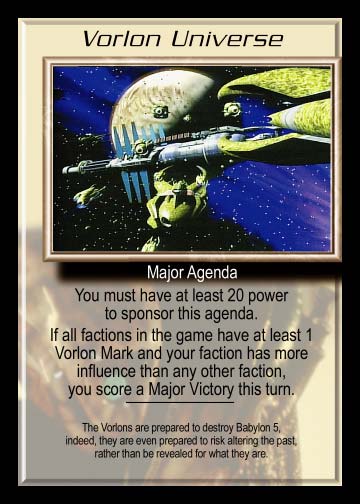 Vorlon Universe
Major Agenda
You must have at least 20 power
to sponsor this agenda.
If all factions in the game have at least 1
Vorlon Mark and your faction has more
influence than any other faction,
you score a Major Victory this turn.
The Vorlons are prepared to destroy Babylon 5,
indeed, they are even prepared to risk altering the past,
rather than be revealed for what they are.